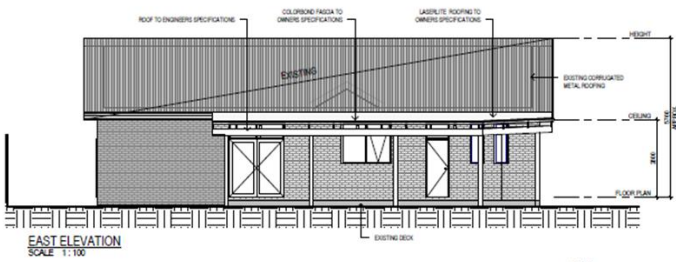 COLORBOND FASCIA TO
OWNERS SPECIFICATIONS
LASERLITE ROOFING TO
OWNERS SPECIFICATIONS
ROOF TO ENGINEERS SPECIFICATIONS
HEIGHT
EXISTING
EXISTING CORRUGATED
METAL ROOFING
CEILING
FLOOR PLAN
EXISTING DECK
EAST ELEVATION
SCALE 1:100